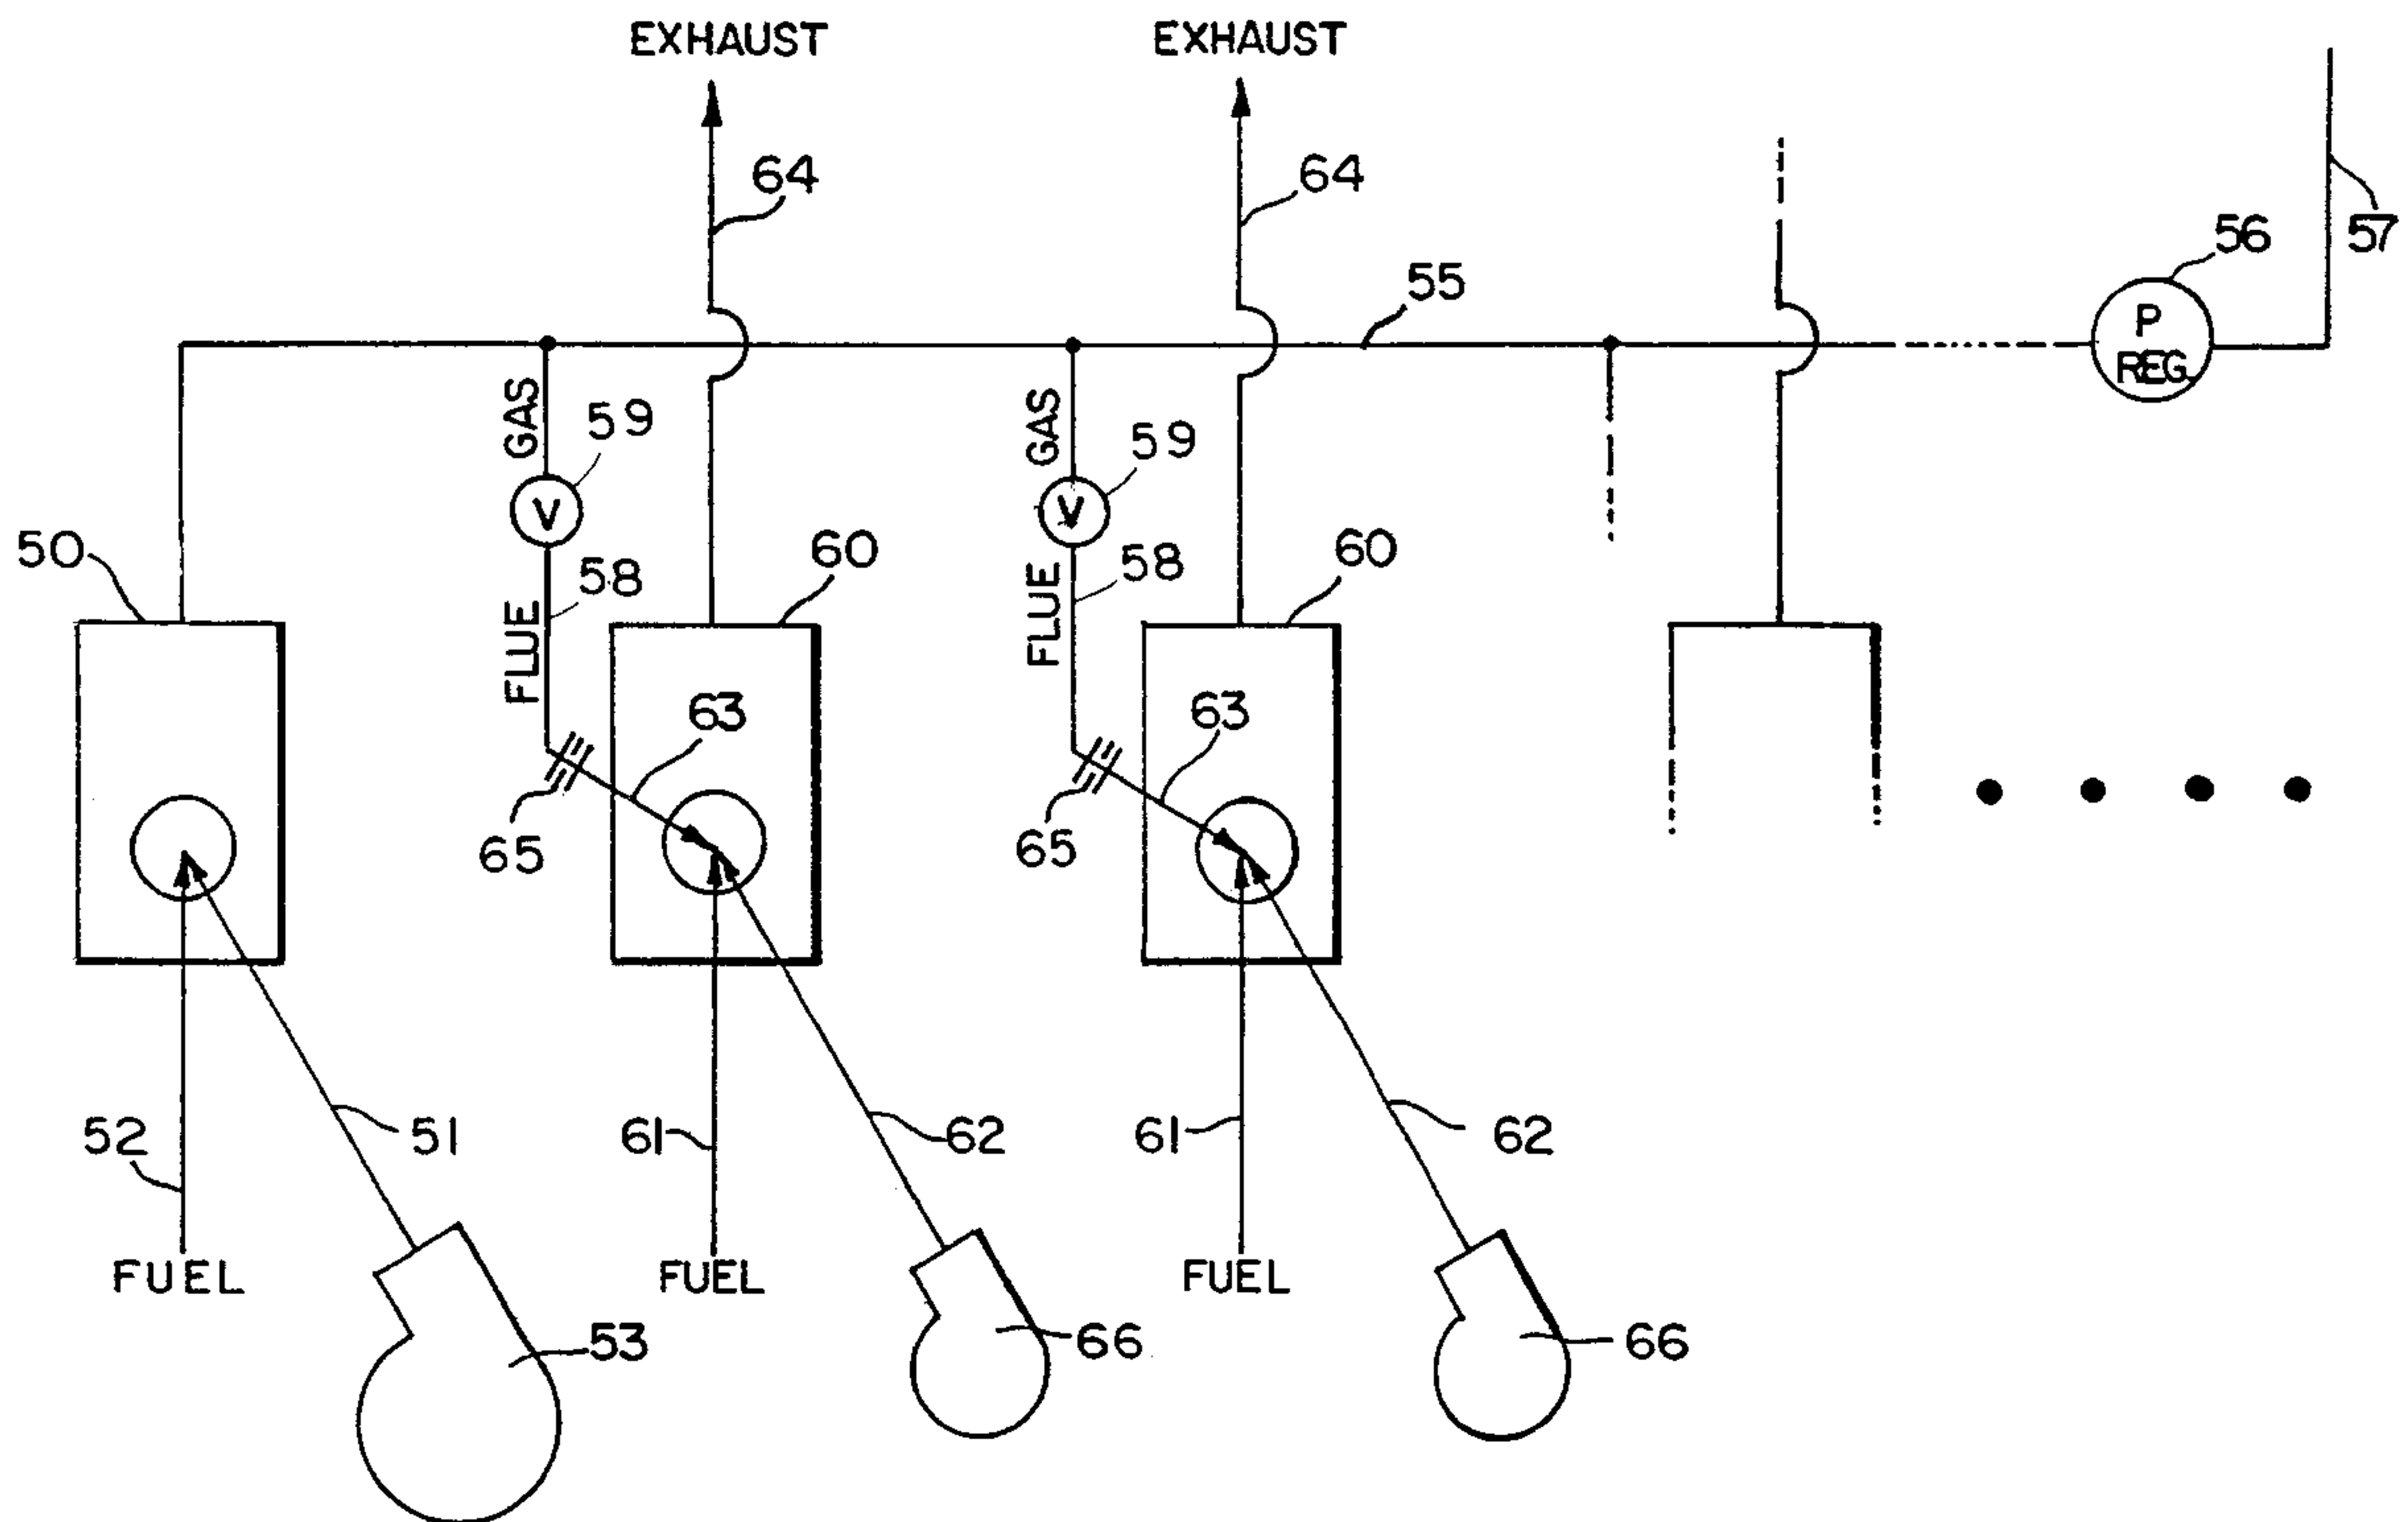 EXHAUST EXHAUST
64 64
56 57
55
P
REG
GAS 59 GAS 59
50 FLUE 58 60 FLUE 58 60
63 63
65 65
52 51 61 62 61 62
FUEL FUEL FUEL
53 66 66